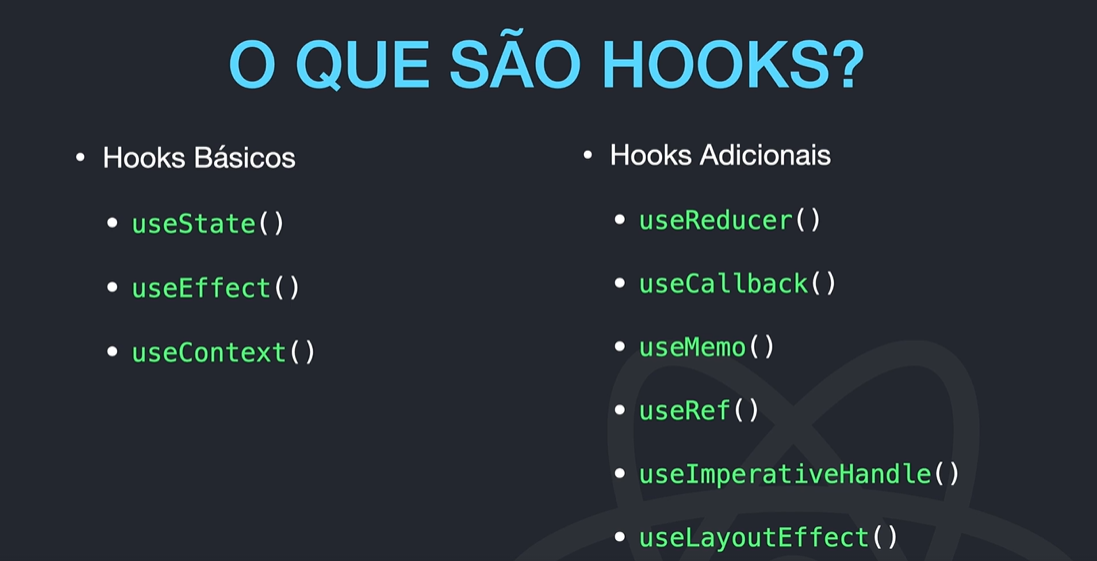 O QUE SÃO HOOKS?
• Hooks Básicos
• useState()
• useEffect()
• useContext()
• Hooks Adicionais
• useReducer()
• useCallback()
• useMemo()
• useRef()
• useImperativeHandle()
• useLayoutEffect()